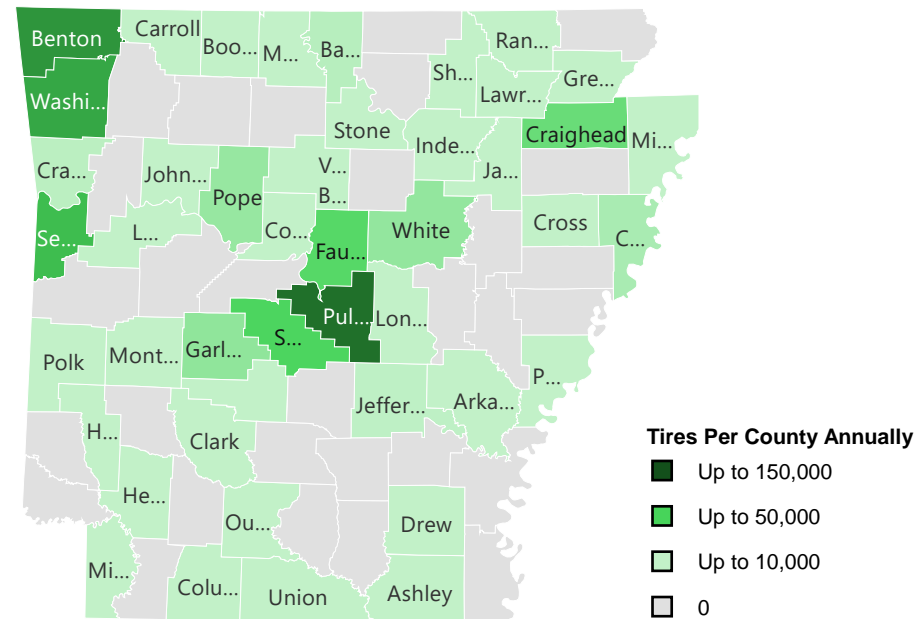 Benton
Carroll
Boo...
M...
Ba...
Ran...
Sh...
Gre...
Washi...
Lawr...
Stone
Craighead
Mi...
Inde...
Cra...
John...
V...
Ja...
Pope
B...
Se...
L...
Co...
Fau...
White
Cross
C...
Pul...
Lon...
S...
Polk
Mont...
Garl...
P...
Jeffer...
Arka...
H...
Clark
He...
Ou...
Drew
Mi...
Colu...
Union
Ashley
Tires Per County Annually
Up to 150,000
Up to 50,000
Up to 10,000
0